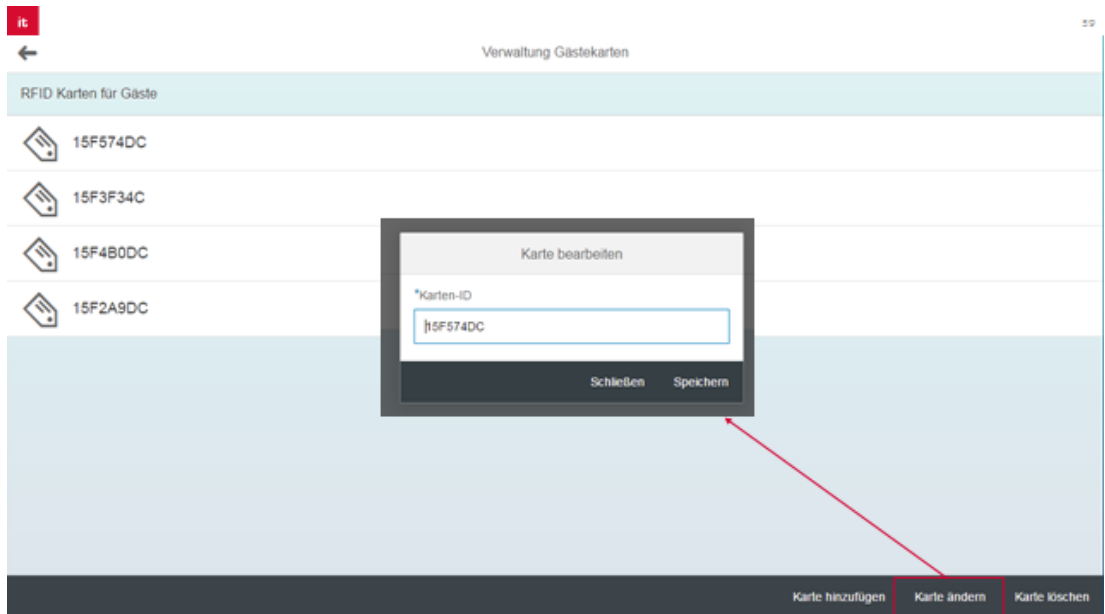 it
59
Verwaltung Gästekarten
RFID Karten für Gäste
15F574DC
15F3F34C
15F4B0DC
15F2A9DC
Karte bearbeiten
*Karten-ID
15F574DC
Schließen Speichern
Karte hinzufügen Karte ändern Karte löschen